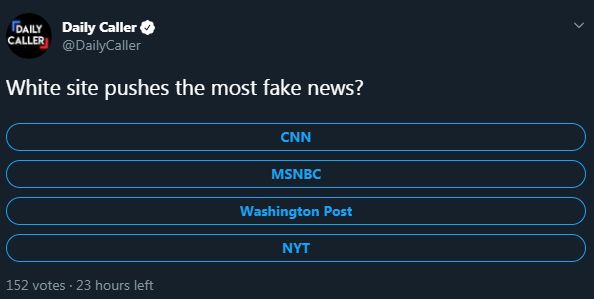 DAILY
CALLER
Daily Caller
@DailyCaller
White site pushes the most fake news?
CNN
MSNBC
Washington Post
NYT
152 votes · 23 hours left